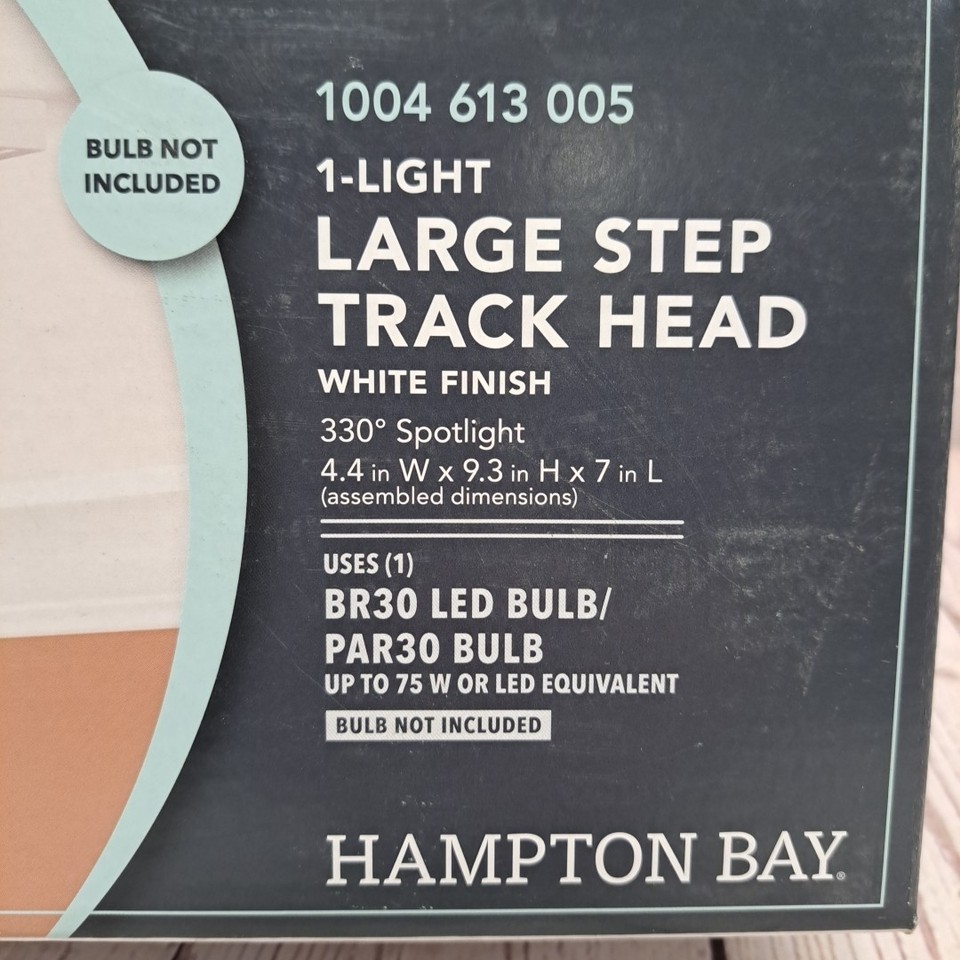 BULB NOT
INCLUDED
1004 613 005
1-LIGHT
LARGE STEP
TRACK HEAD
WHITE FINISH
330° Spotlight
4.4 in W x 9.3 in H x 7 in L
(assembled dimensions)
USES (1)
BR30 LED BULB/
PAR30 BULB
UP TO 75 W OR LED EQUIVALENT
BULB NOT INCLUDED
HAMPTON BAY®